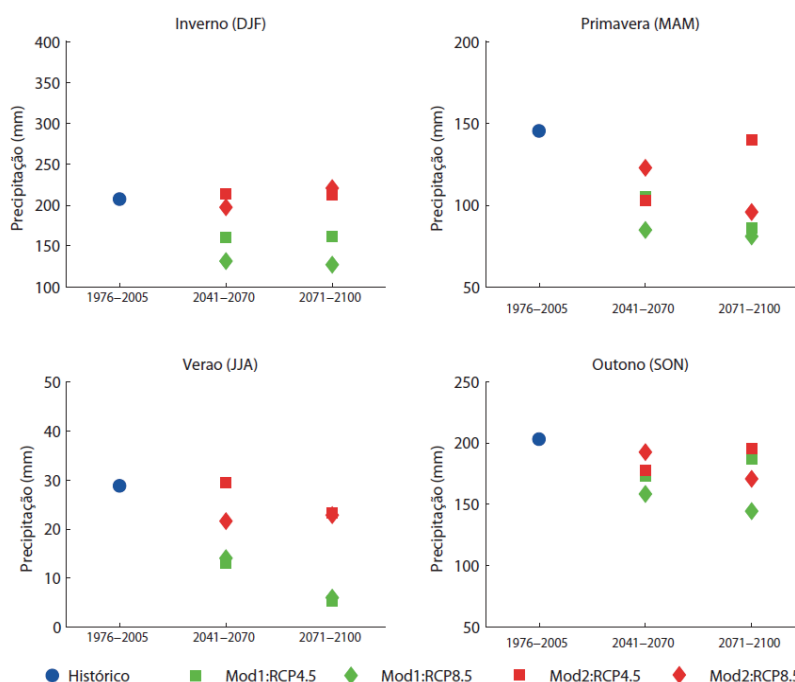 Inverno (DJF)
Precipitação (mm)
400
350
300
250
200
150
100
1976–2005
2041–2070
2071–2100
Primavera (MAM)
Precipitação (mm)
200
150
100
50
1976–2005
2041–2070
2071–2100
Verao (JJA)
Precipitação (mm)
50
40
30
20
10
0
1976–2005
2041–2070
2071–2100
Outono (SON)
Precipitação (mm)
250
200
150
100
50
1976–2005
2041–2070
2071–2100
Histórico
Mod1:RCP4.5
Mod1:RCP8.5
Mod2:RCP4.5
Mod2:RCP8.5